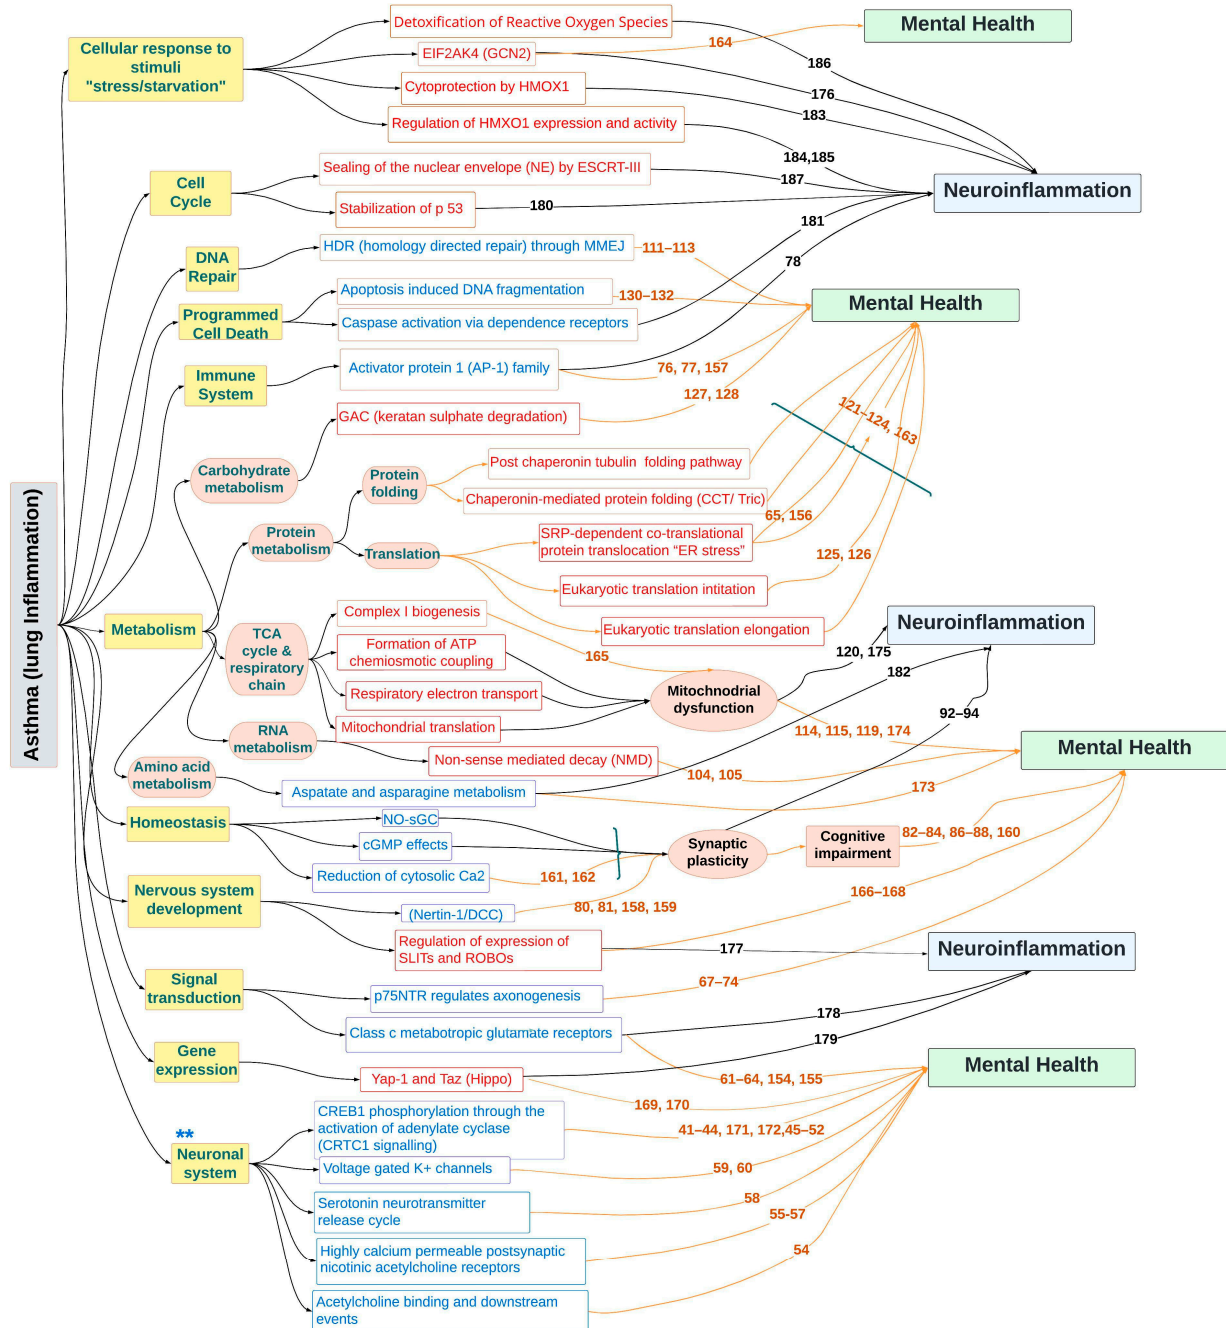 Detoxification of Reactive Oxygen Species
Mental Health
Cellular response to
stimuli
"stress/starvation"
164
EIF2AK4 (GCN2)
186
Cytoprotection by HMOX1
176
183
Regulation of HMXO1 expression and activity
184,185
Sealing of the nuclear envelope (NE) by ESCRT-III
187
Neuroinflammation
Cell
Cycle
Stabilization of p 53
180
181
DNA
Repair
HDR (homology directed repair) through MMEJ
111–113
78
Apoptosis induced DNA fragmentation
130–132
Mental Health
Programmed
Cell Death
Caspase activation via dependence receptors
Immune
System
Activator protein 1 (AP-1) family
76, 77, 157
127, 128
GAC (keratan sulphate degradation)
121–124, 163
Carbohydrate
metabolism
Protein
folding
Post chaperonin tubulin folding pathway
Chaperonin-mediated protein folding (CCT/ Tric)
65, 156
Protein
metabolism
Translation
SRP-dependent co-translational
protein translocation “ER stress”
125, 126
Eukaryotic translation intitation
Asthma (lung Inflammation)
Metabolism
TCA
cycle &
respiratory
chain
Complex I biogenesis
Eukaryotic translation elongation
Neuroinflammation
Formation of ATP
chemiosmotic coupling
165
120, 175
182
Respiratory electron transport
Mitochnodrial
dysfunction
92–94
Mitochondrial translation
114, 115, 119, 174
RNA
metabolism
Mental Health
Non-sense mediated decay (NMD)
104, 105
Amino acid
metabolism
Aspatate and asparagine metabolism
173
Homeostasis
NO-sGC
cGMP effects
Synaptic
plasticity
Cognitive
impairment
82–84, 86–88, 160
Reduction of cytosolic Ca2
161, 162
Nervous system
development
166–168
(Nertin-1/DCC)
80, 81, 158, 159
Regulation of expression of
SLITs and ROBOs
177
Neuroinflammation
Signal
transduction
67–74
p75NTR regulates axonogenesis
178
Class c metabotropic glutamate receptors
179
Gene
expression
Mental Health
Yap-1 and Taz (Hippo)
61–64, 154, 155
169, 170
CREB1 phosphorylation through the
activation of adenylate cyclase
(CRTC1 signalling)
41–44, 171, 172,45–52
**
Neuronal
system
Voltage gated K+ channels
59, 60
Serotonin neurotransmitter
release cycle
58
55-57
Highly calcium permeable postsynaptic
nicotinic acetylcholine receptors
54
Acetylcholine binding and downstream
events